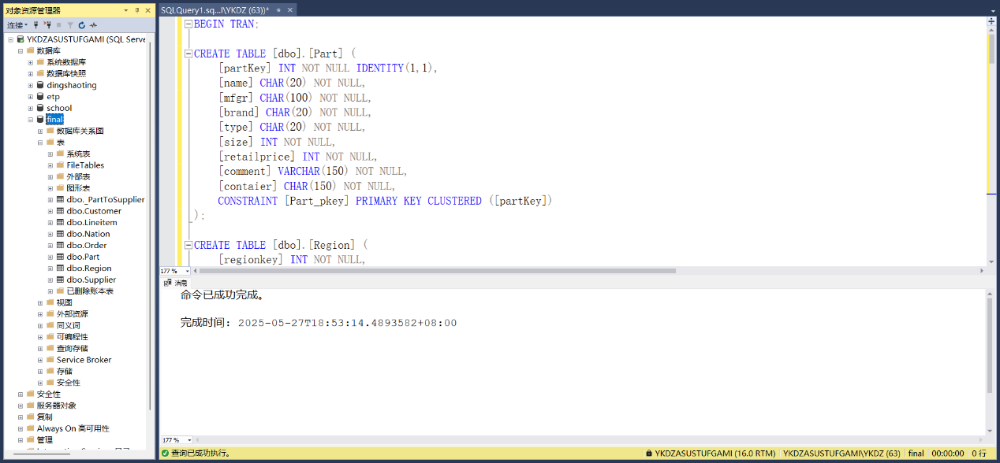 对象资源管理器
连接
YKDZASUSTUFGAMI (SQL Serve
数据库
系统数据库
数据库快照
dingshaoting
etp
school
final
数据库关系图
表
系统表
FileTables
外部表
图形表
dbo._PartToSupplier
dbo.Customer
dbo.Lineitem
dbo.Nation
dbo.Order
dbo.Part
dbo.Region
dbo.Supplier
已删除账本表
视图
外部资源
同义词
可编程性
查询存储
Service Broker
存储
安全性
安全性
服务器对象
复制
Always On 高可用性
管理
SQLQuery1.sq...I\YKDZ (63))*
BEGIN TRAN;
CREATE TABLE [dbo].[Part] (
[partKey] INT NOT NULL IDENTITY(1,1),
[name] CHAR(20) NOT NULL,
[mfgr] CHAR(100) NOT NULL,
[brand] CHAR(20) NOT NULL,
[type] CHAR(20) NOT NULL,
[size] INT NOT NULL,
[retailprice] INT NOT NULL,
[comment] VARCHAR(150) NOT NULL,
[contaier] CHAR(150) NOT NULL,
CONSTRAINT [Part_pkey] PRIMARY KEY CLUSTERED ([partKey])
);
CREATE TABLE [dbo].[Region] (
[regionkey] INT NOT NULL,
177 %
消息
命令已成功完成。
完成时间: 2025-05-27T18:53:14.4893582+08:00
177 %
查询已成功执行。
YKDZASUSTUFGAMI (16.0 RTM) YKDZASUSTUFGAMI\YKDZ (63) final 00:00:00 0 行